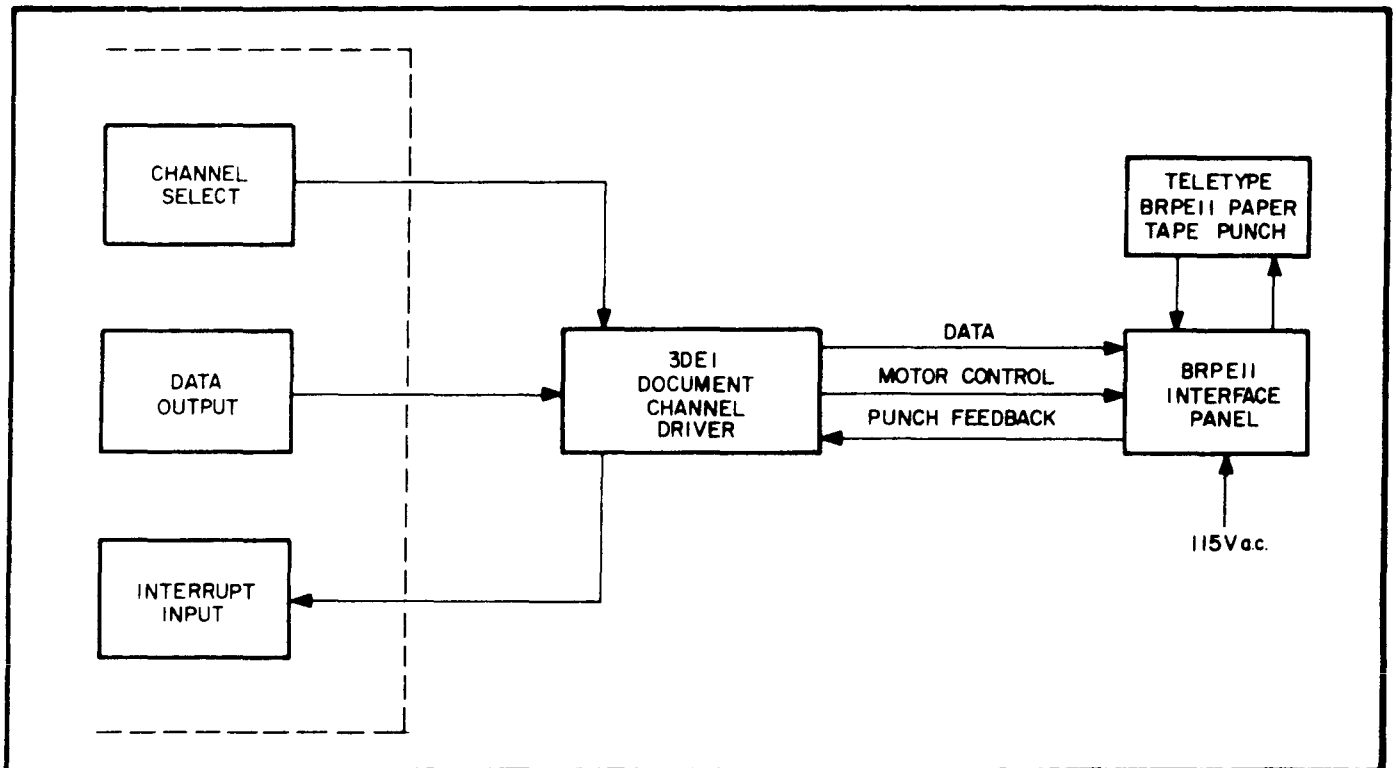 CHANNEL
SELECT
TELETYPE
BRPE11 PAPER
TAPE PUNCH
DATA
OUTPUT
3DE1
DOCUMENT
CHANNEL
DRIVER
DATA
MOTOR CONTROL
PUNCH FEEDBACK
BRPE11
INTERFACE
PANEL
115V a.c.
INTERRUPT
INPUT